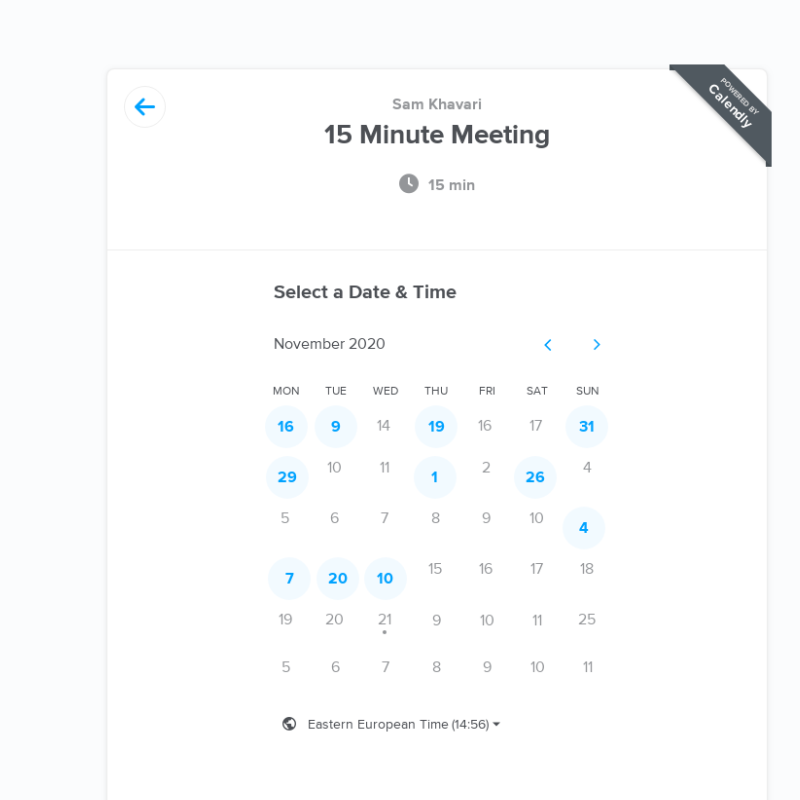 POWERED BY
Calendly
Sam Khavari
15 Minute Meeting
15 min
Select a Date & Time
November 2020
MON TUE WED THU FRI SAT SUN
16 9 14 19 16 17 31
29 10 11 1 2 26 4
5 6 7 8 9 10 4
7 20 10 15 16 17 18
19 20 21 9 10 11 25
5 6 7 8 9 10 11
Eastern European Time (14:56)